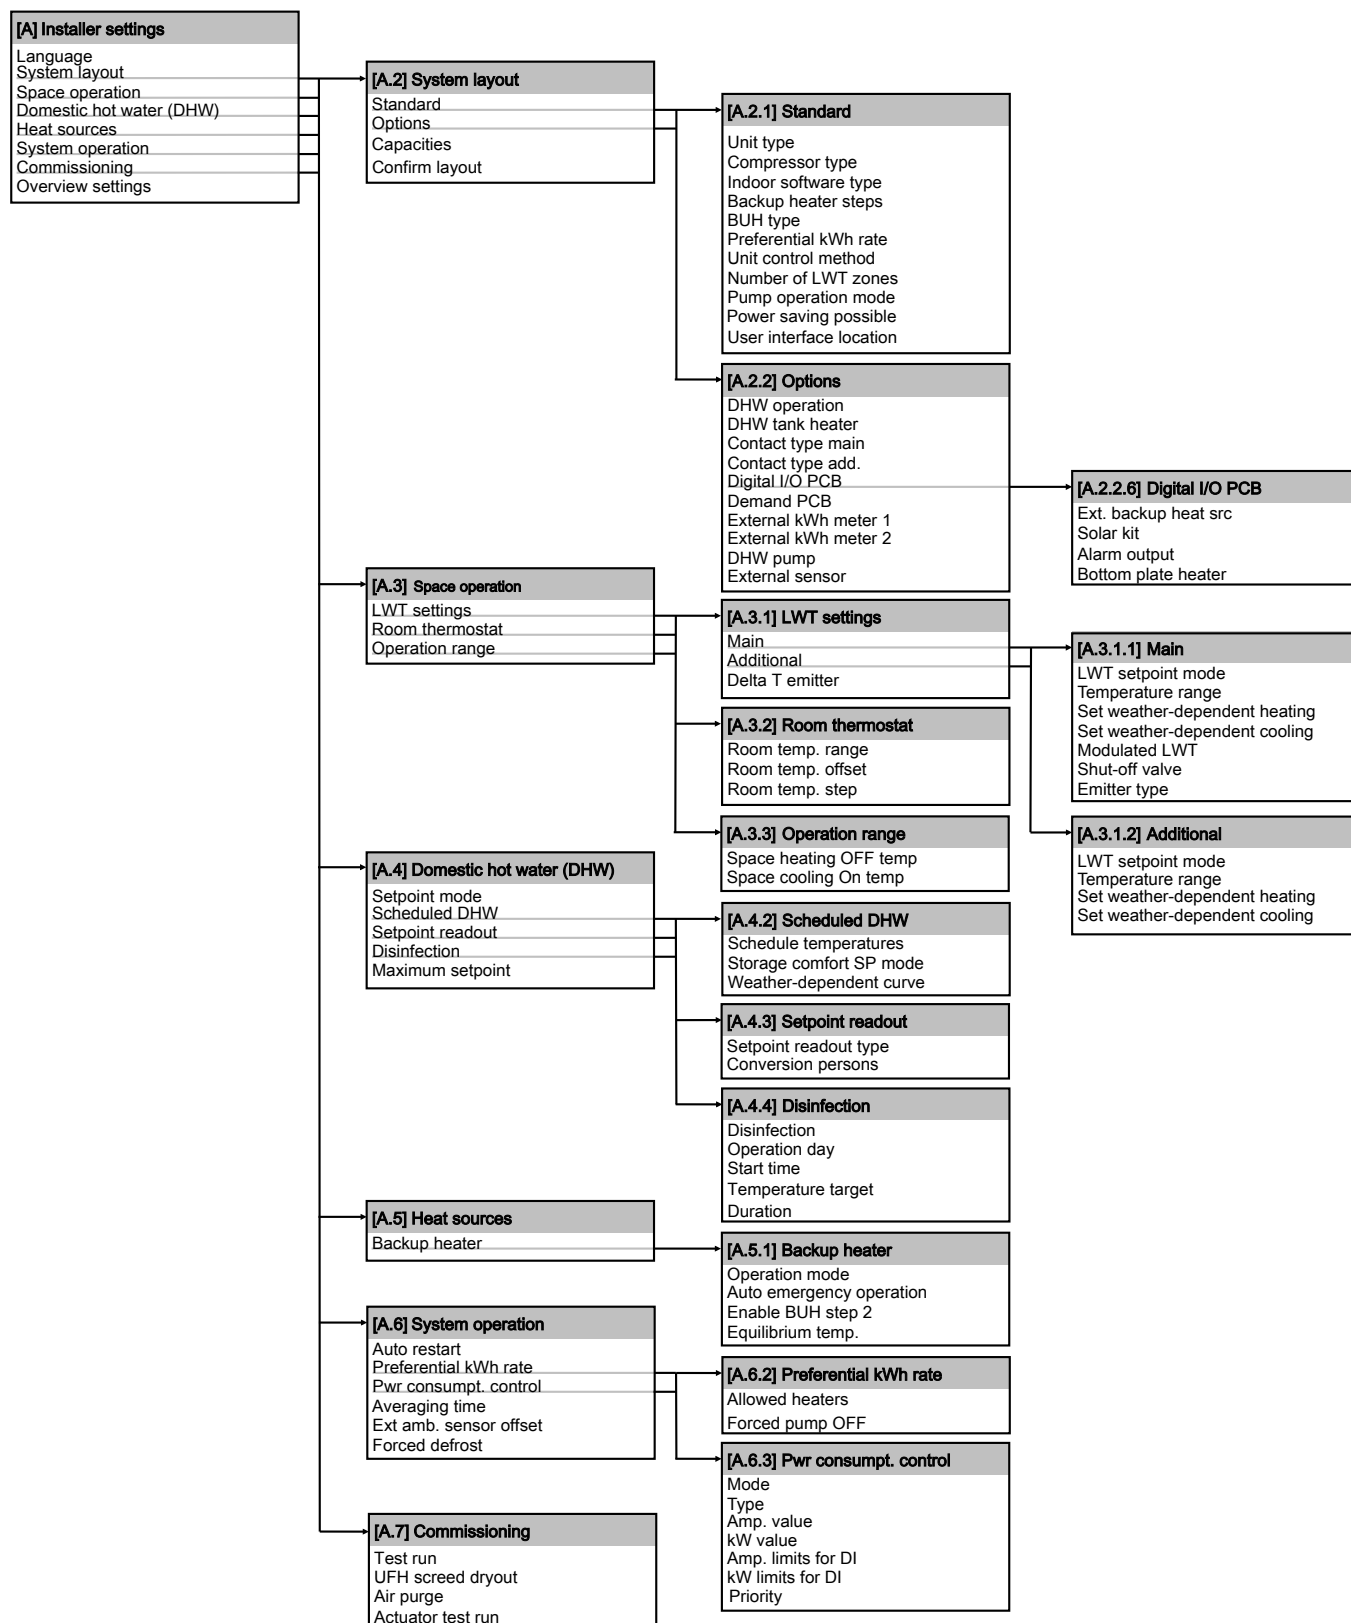 [A] Installer settings
Language
System layout
Space operation
Domestic hot water (DHW)
Heat sources
System operation
Commissioning
Overview settings
[A.2] System layout
Standard
Options
Capacities
Confirm layout
[A.2.1] Standard
Unit type
Compressor type
Indoor software type
Backup heater steps
BUH type
Preferential kWh rate
Unit control method
Number of LWT zones
Pump operation mode
Power saving possible
User interface location
[A.2.2] Options
DHW operation
DHW tank heater
Contact type main
Contact type add.
Digital I/O PCB
Demand PCB
External kWh meter 1
External kWh meter 2
DHW pump
External sensor
[A.2.2.6] Digital I/O PCB
Ext. backup heat src
Solar kit
Alarm output
Bottom plate heater
[A.3] Space operation
LWT settings
Room thermostat
Operation range
[A.3.1] LWT settings
Main
Additional
Delta T emitter
[A.3.1.1] Main
LWT setpoint mode
Temperature range
Set weather-dependent heating
Set weather-dependent cooling
Modulated LWT
Shut-off valve
Emitter type
[A.3.2] Room thermostat
Room temp. range
Room temp. offset
Room temp. step
[A.3.1.2] Additional
LWT setpoint mode
Temperature range
Set weather-dependent heating
Set weather-dependent cooling
[A.3.3] Operation range
Space heating OFF temp
Space cooling On temp
[A.4] Domestic hot water (DHW)
Setpoint mode
Scheduled DHW
Setpoint readout
Disinfection
Maximum setpoint
[A.4.2] Scheduled DHW
Schedule temperatures
Storage comfort SP mode
Weather-dependent curve
[A.4.3] Setpoint readout
Setpoint readout type
Conversion persons
[A.4.4] Disinfection
Disinfection
Operation day
Start time
Temperature target
Duration
[A.5] Heat sources
Backup heater
[A.5.1] Backup heater
Operation mode
Auto emergency operation
Enable BUH step 2
Equilibrium temp.
[A.6] System operation
Auto restart
Preferential kWh rate
Pwr consumpt. control
Averaging time
Ext amb. sensor offset
Forced defrost
[A.6.2] Preferential kWh rate
Allowed heaters
Forced pump OFF
[A.6.3] Pwr consumpt. control
Mode
Type
Amp. value
kW value
Amp. limits for DI
kW limits for DI
Priority
[A.7] Commissioning
Test run
UFH screed dryout
Air purge
Actuator test run